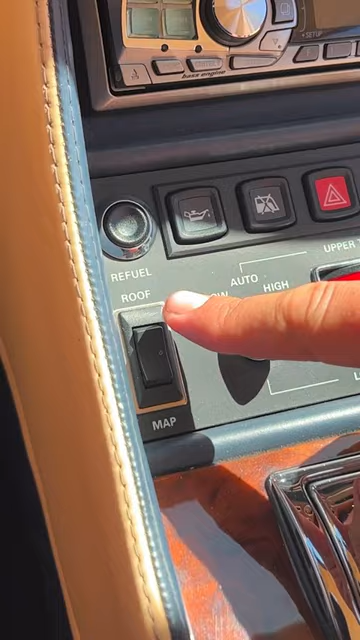 bass engine
SETUP
REFUEL
UPPER
AUTO
ROOF
HIGH
MAP